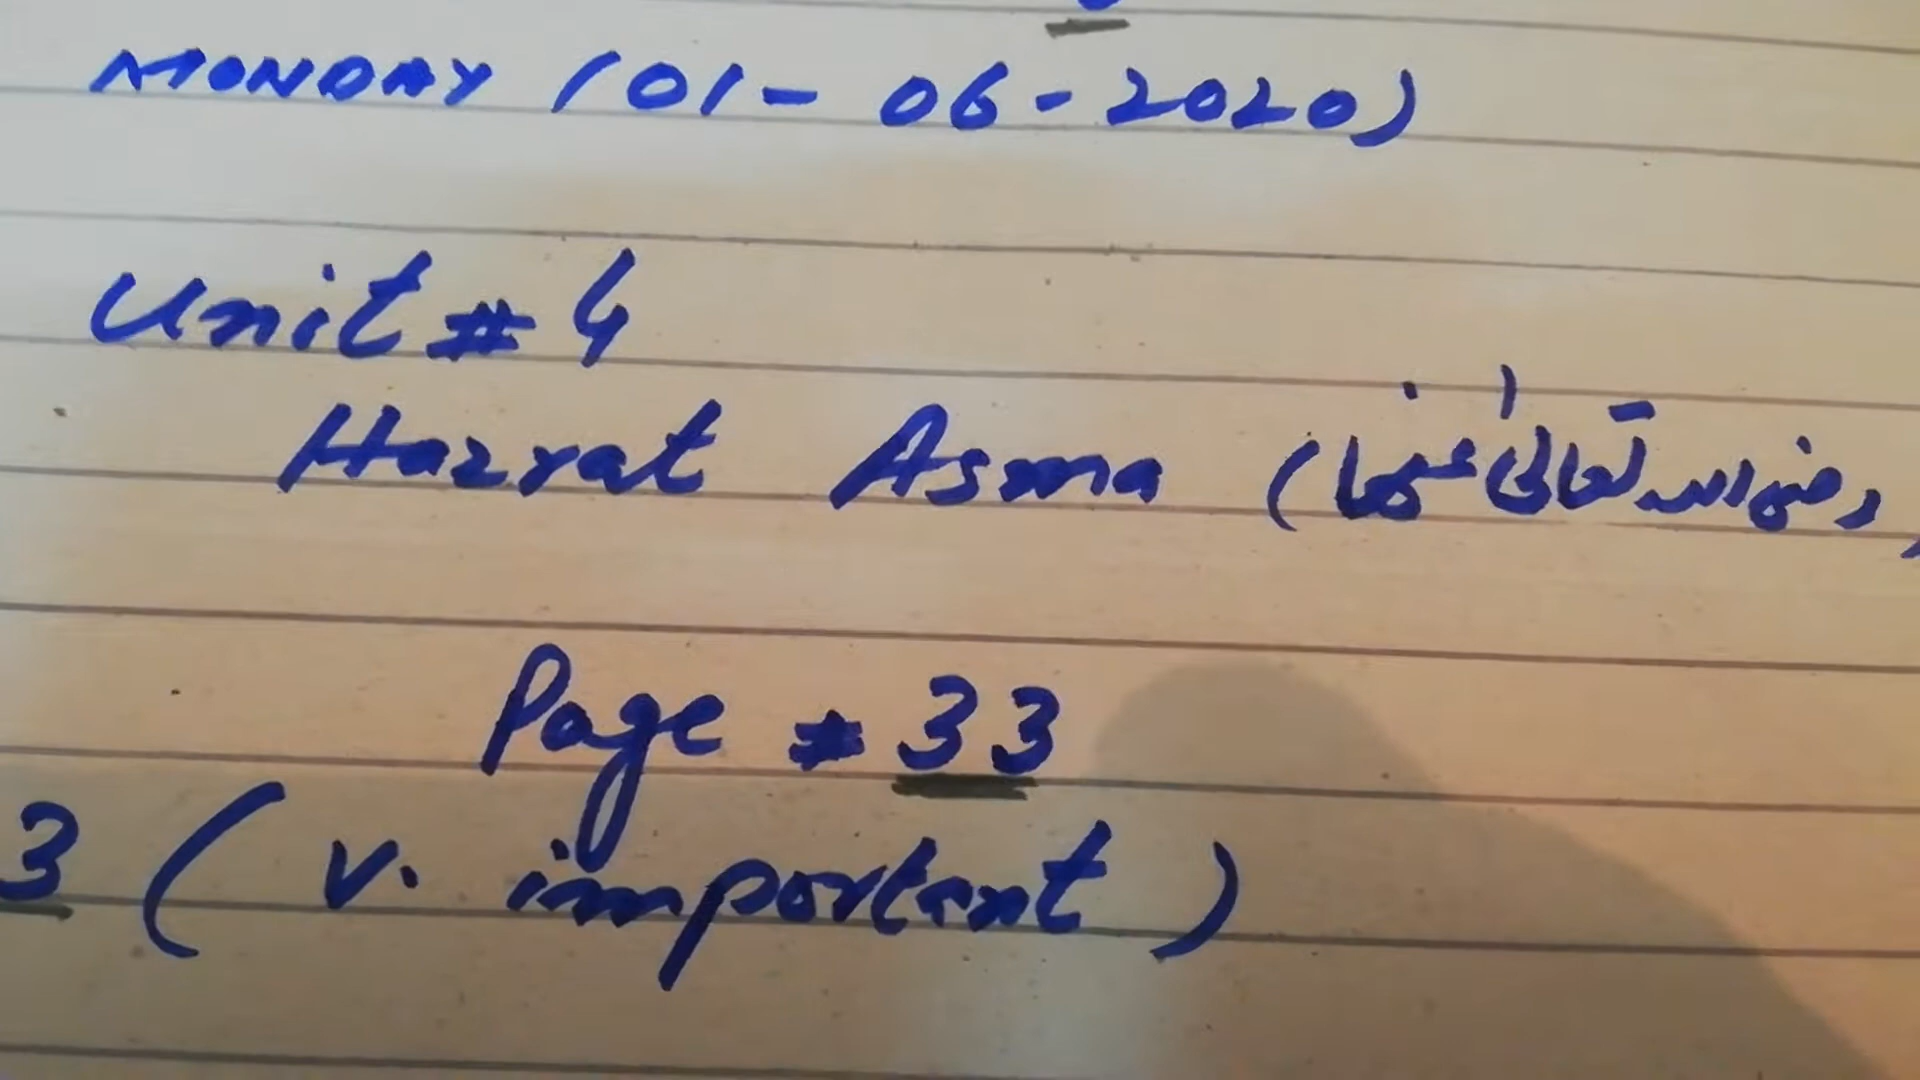 MONDAY (01-06-2020)
Unit # 4
Hazrat Asma (رضی اللہ تعالیٰ عنہا)
Page # 33
3 (v. important)